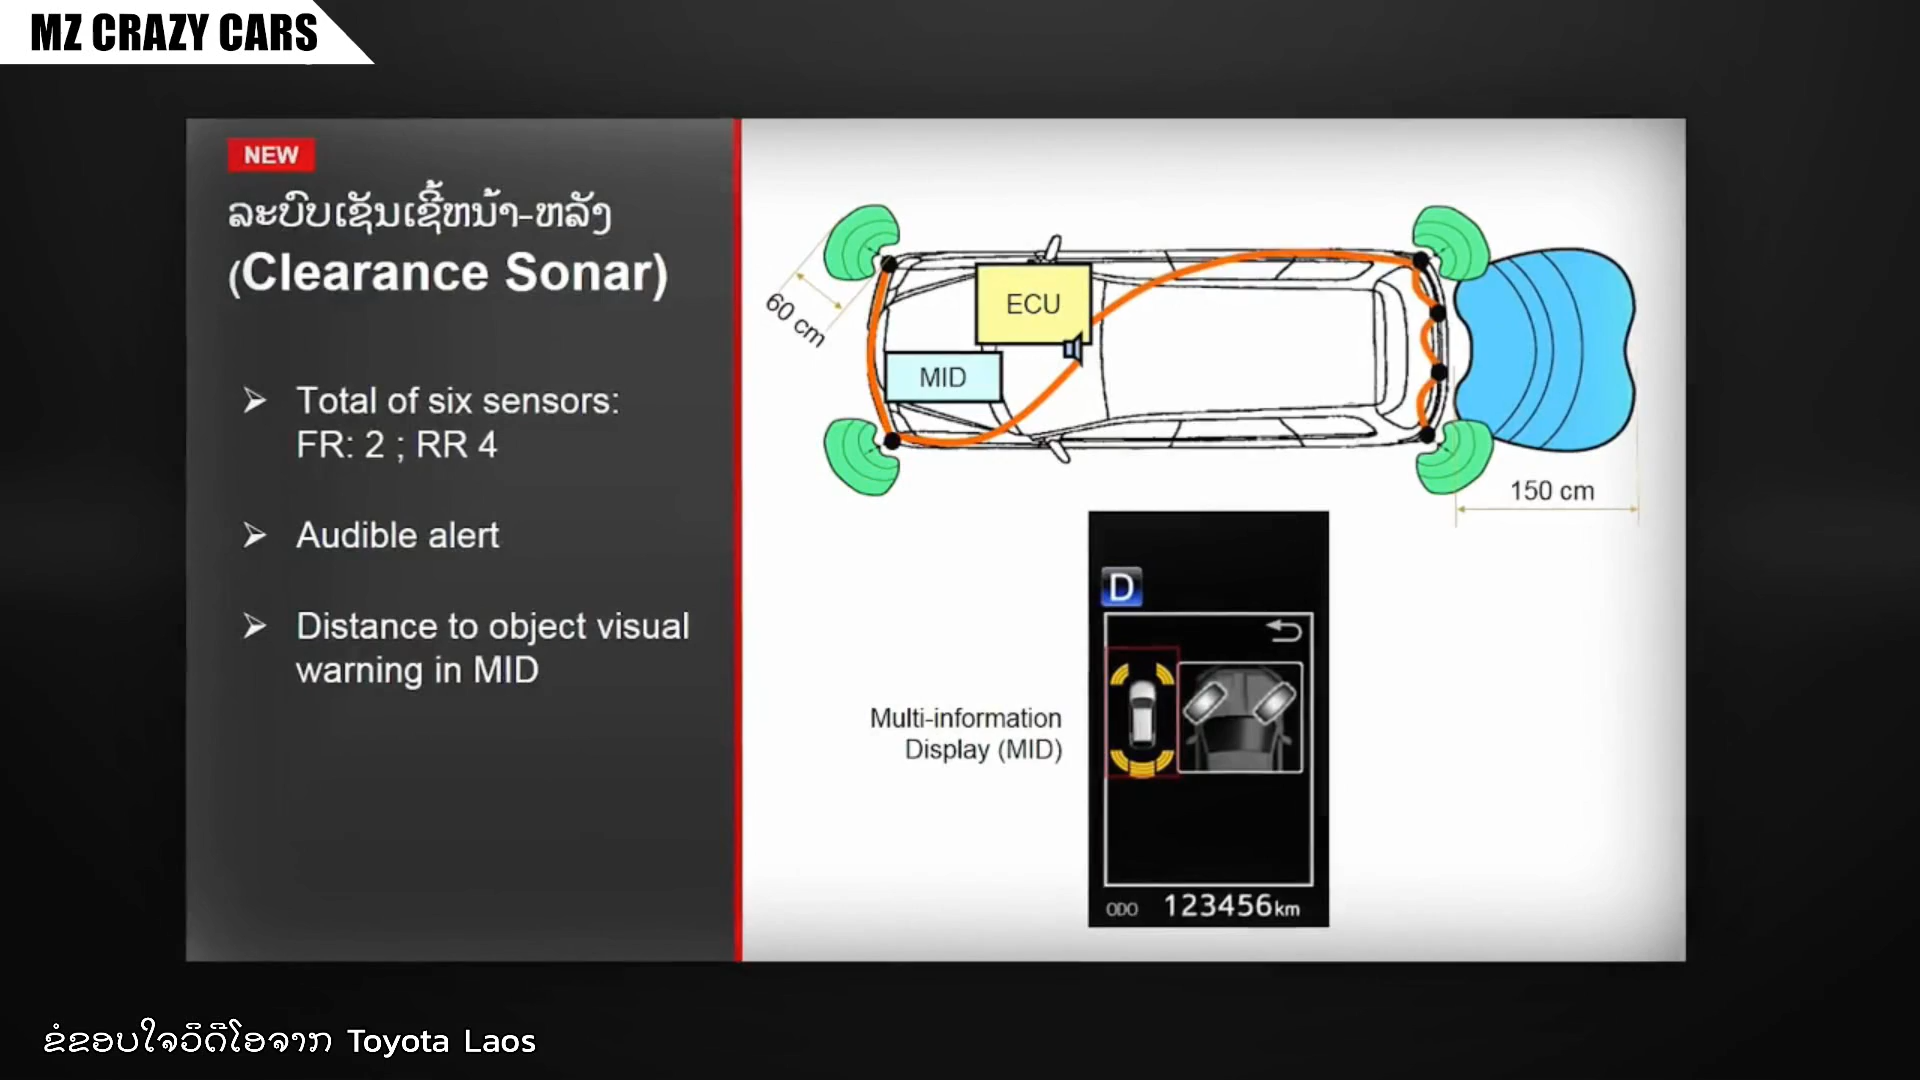 MZ CRAZY CARS
NEW
ລະບົບເຊັນເຊີ້ຫນ້າ-ຫລັງ
(Clearance Sonar)
➢ Total of six sensors:
FR: 2 ; RR 4
➢ Audible alert
➢ Distance to object visual
warning in MID
60 cm
ECU
MID
150 cm
D
Multi-information
Display (MID)
ODO 123456km
ຂໍຂອບໃຈວິດີໂອຈາກ Toyota Laos